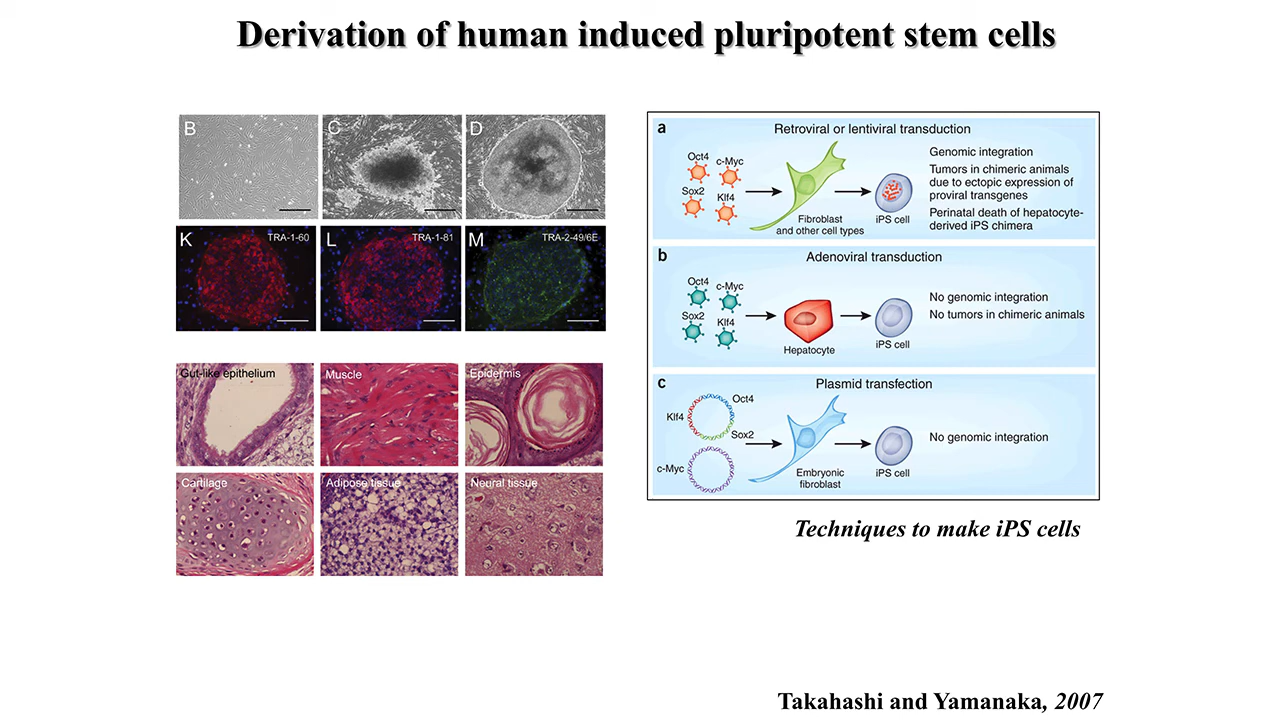 Derivation of human induced pluripotent stem cells
B
C
D
K
TRA-1-60
L
TRA-1-81
M
TRA-2-49/6E
Gut-like epithelium
Muscle
Epidermis
Cartilage
Adipose tissue
Neural tissue
a
Retroviral or lentiviral transduction
Oct4
c-Myc
Sox2
Klf4
Fibroblast
and other cell types
iPS cell
Genomic integration
Tumors in chimeric animals
due to ectopic expression of
proviral transgenes
Perinatal death of hepatocyte-
derived iPS chimera
b
Adenoviral transduction
Oct4
c-Myc
Sox2
Klf4
Hepatocyte
iPS cell
No genomic integration
No tumors in chimeric animals
c
Plasmid transfection
Oct4
Klf4
Sox2
c-Myc
Embryonic
fibroblast
iPS cell
No genomic integration
Techniques to make iPS cells
Takahashi and Yamanaka, 2007